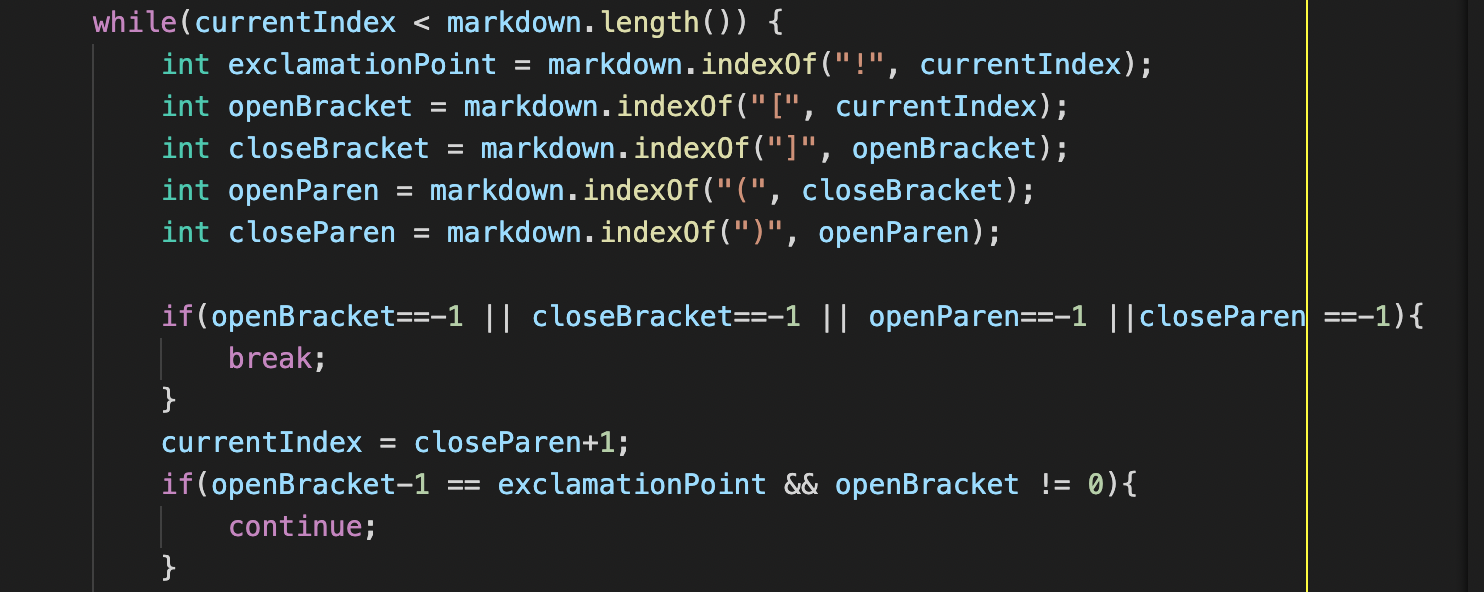 while(currentIndex < markdown.length()) {
    int exclamationPoint = markdown.indexOf("!", currentIndex);
    int openBracket = markdown.indexOf("[", currentIndex);
    int closeBracket = markdown.indexOf("]", openBracket);
    int openParen = markdown.indexOf("(", closeBracket);
    int closeParen = markdown.indexOf(")", openParen);

    if(openBracket==-1 || closeBracket==-1 || openParen==-1 ||closeParen ==-1){
        break;
    }
    currentIndex = closeParen+1;
    if(openBracket-1 == exclamationPoint && openBracket != 0){
        continue;
    }